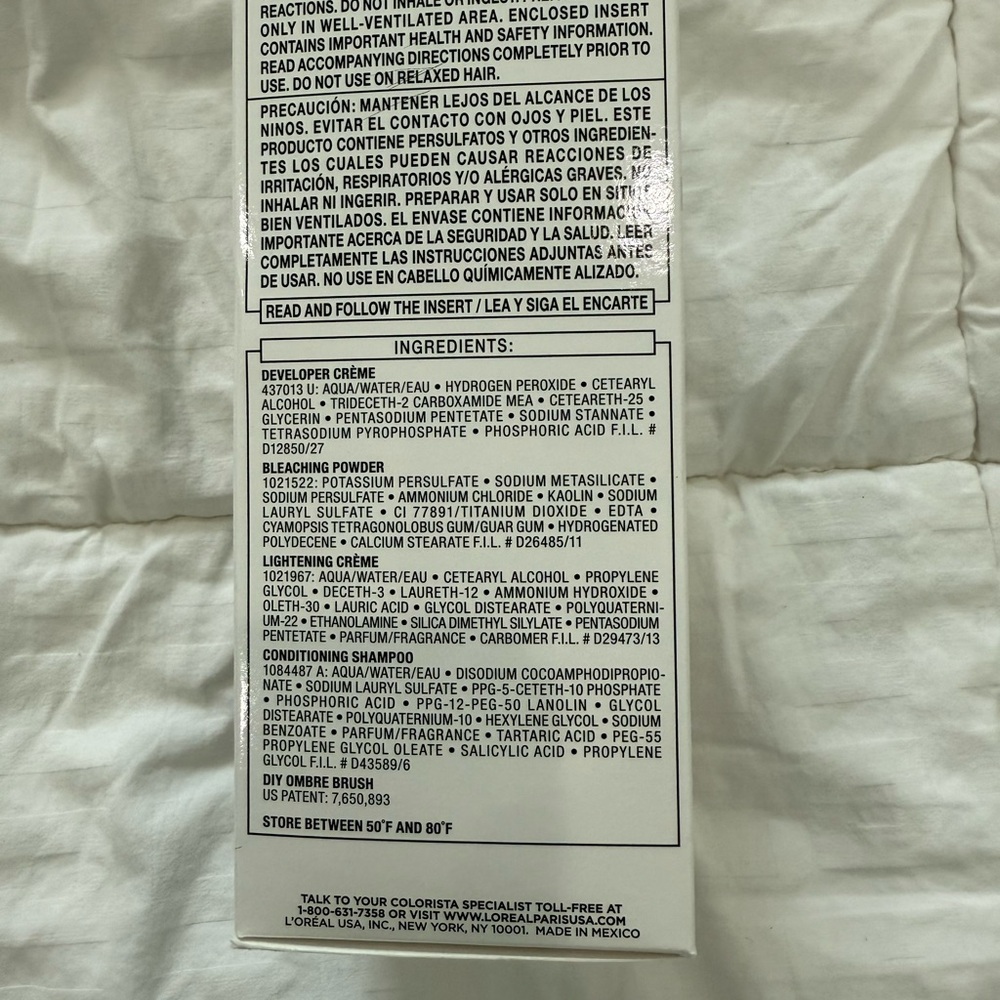 REACTIONS. DO NOT INHALE OR INGEST.
ONLY IN WELL-VENTILATED AREA. ENCLOSED INSERT
CONTAINS IMPORTANT HEALTH AND SAFETY INFORMATION.
READ ACCOMPANYING DIRECTIONS COMPLETELY PRIOR TO
USE. DO NOT USE ON RELAXED HAIR.
PRECAUCIÓN: MANTENER LEJOS DEL ALCANCE DE LOS
NINOS. EVITAR EL CONTACTO CON OJOS Y PIEL. ESTE
PRODUCTO CONTIENE PERSULFATOS Y OTROS INGREDIEN-
TES LOS CUALES PUEDEN CAUSAR REACCIONES DE
IRRITACIÓN, RESPIRATORIOS Y/O ALÉRGICAS GRAVES. NO
INHALAR NI INGERIR. PREPARAR Y USAR SOLO EN
BIEN VENTILADOS. EL ENVASE CONTIENE INFORMACIÓN
IMPORTANTE ACERCA DE LA SEGURIDAD Y LA SALUD. LEER
COMPLETAMENTE LAS INSTRUCCIONES ADJUNTAS ANTES
DE USAR. NO USE EN CABELLO QUÍMICAMENTE ALIZADO.
READ AND FOLLOW THE INSERT / LEA Y SIGA EL ENCARTE
INGREDIENTS:
DEVELOPER CRÈME
437013 U: AQUA/WATER/EAU • HYDROGEN PEROXIDE • CETEARYL
ALCOHOL • TRIDECETH-2 CARBOXAMIDE MEA • CETEARETH-25 •
GLYCERIN • PENTASODIUM PENTETATE • SODIUM STANNATE •
TETRASODIUM PYROPHOSPHATE • PHOSPHORIC ACID F.I.L. #
D12850/27
BLEACHING POWDER
1021522: POTASSIUM PERSULFATE • SODIUM METASILICATE •
SODIUM PERSULFATE • AMMONIUM CHLORIDE • KAOLIN • SODIUM
LAURYL SULFATE • CI 77891/TITANIUM DIOXIDE • EDTA •
CYAMOPSIS TETRAGONOLOBUS GUM/GUAR GUM • HYDROGENATED
POLYDECENE • CALCIUM STEARATE F.I.L. # D26485/11
LIGHTENING CRÈME
1021967: AQUA/WATER/EAU • CETEARYL ALCOHOL • PROPYLENE
GLYCOL • DECETH-3 • LAURETH-12 • AMMONIUM HYDROXIDE •
OLETH-30 • LAURIC ACID • GLYCOL DISTEARATE • POLYQUATERNI-
UM-22 • ETHANOLAMINE • SILICA DIMETHYL SILYLATE • PENTASODIUM
PENTETATE • PARFUM/FRAGRANCE • CARBOMER F.I.L. # D29473/13
CONDITIONING SHAMPOO
1084487 A: AQUA/WATER/EAU • DISODIUM COCOAMPHODIPROPIO-
NATE • SODIUM LAURYL SULFATE • PPG-5-CETETH-10 PHOSPHATE
• PHOSPHORIC ACID • PPG-12-PEG-50 LANOLIN • GLYCOL
DISTEARATE • POLYQUATERNIUM-10 • HEXYLENE GLYCOL • SODIUM
BENZOATE • PARFUM/FRAGRANCE • TARTARIC ACID • PEG-55
PROPYLENE GLYCOL OLEATE • SALICYLIC ACID • PROPYLENE
GLYCOL F.I.L. # D43589/6
DIY OMBRE BRUSH
US PATENT: 7,650,893
STORE BETWEEN 50°F AND 80°F
TALK TO YOUR COLORISTA SPECIALIST TOLL-FREE AT
1-800-631-7358 OR VISIT WWW.LOREALPARISUSA.COM
L'ORÉAL USA, INC., NEW YORK, NY 10001. MADE IN MEXICO